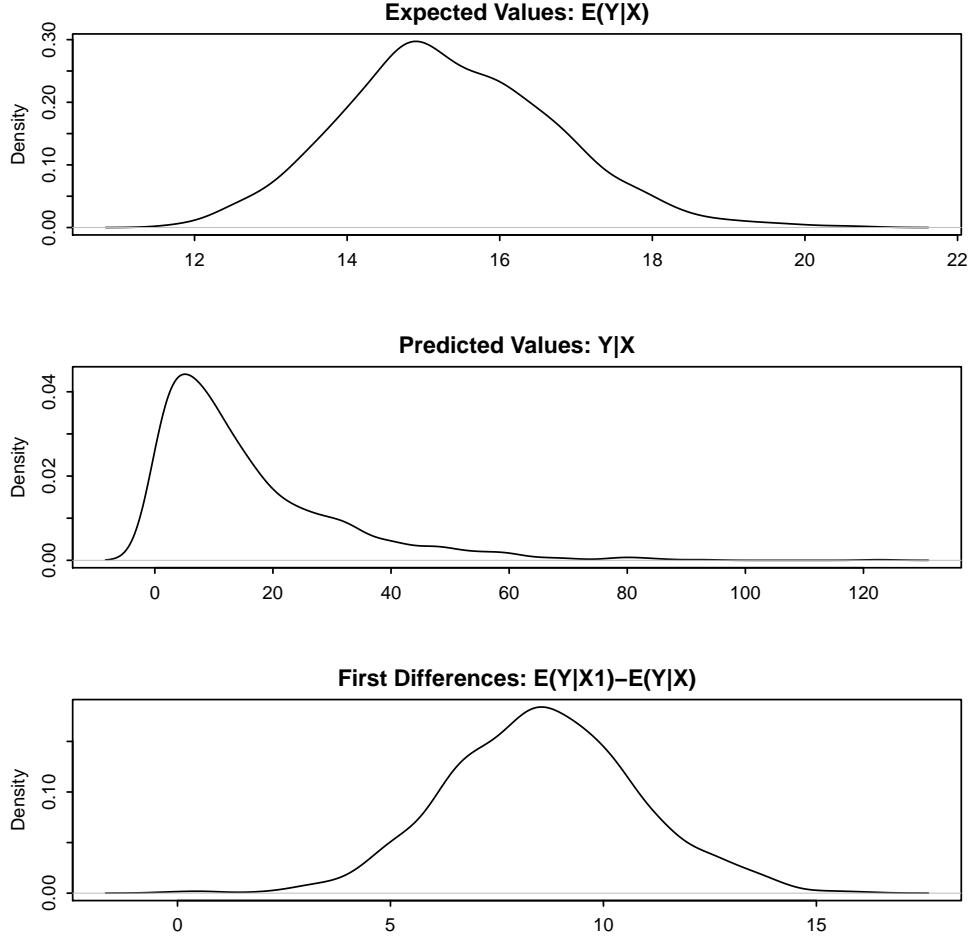 Expected Values: E(Y|X)
Density
0.00 0.10 0.20 0.30
12 14 16 18 20 22
Predicted Values: Y|X
Density
0.00 0.02 0.04
0 20 40 60 80 100 120
First Differences: E(Y|X1)−E(Y|X)
Density
0.00 0.10
0 5 10 15